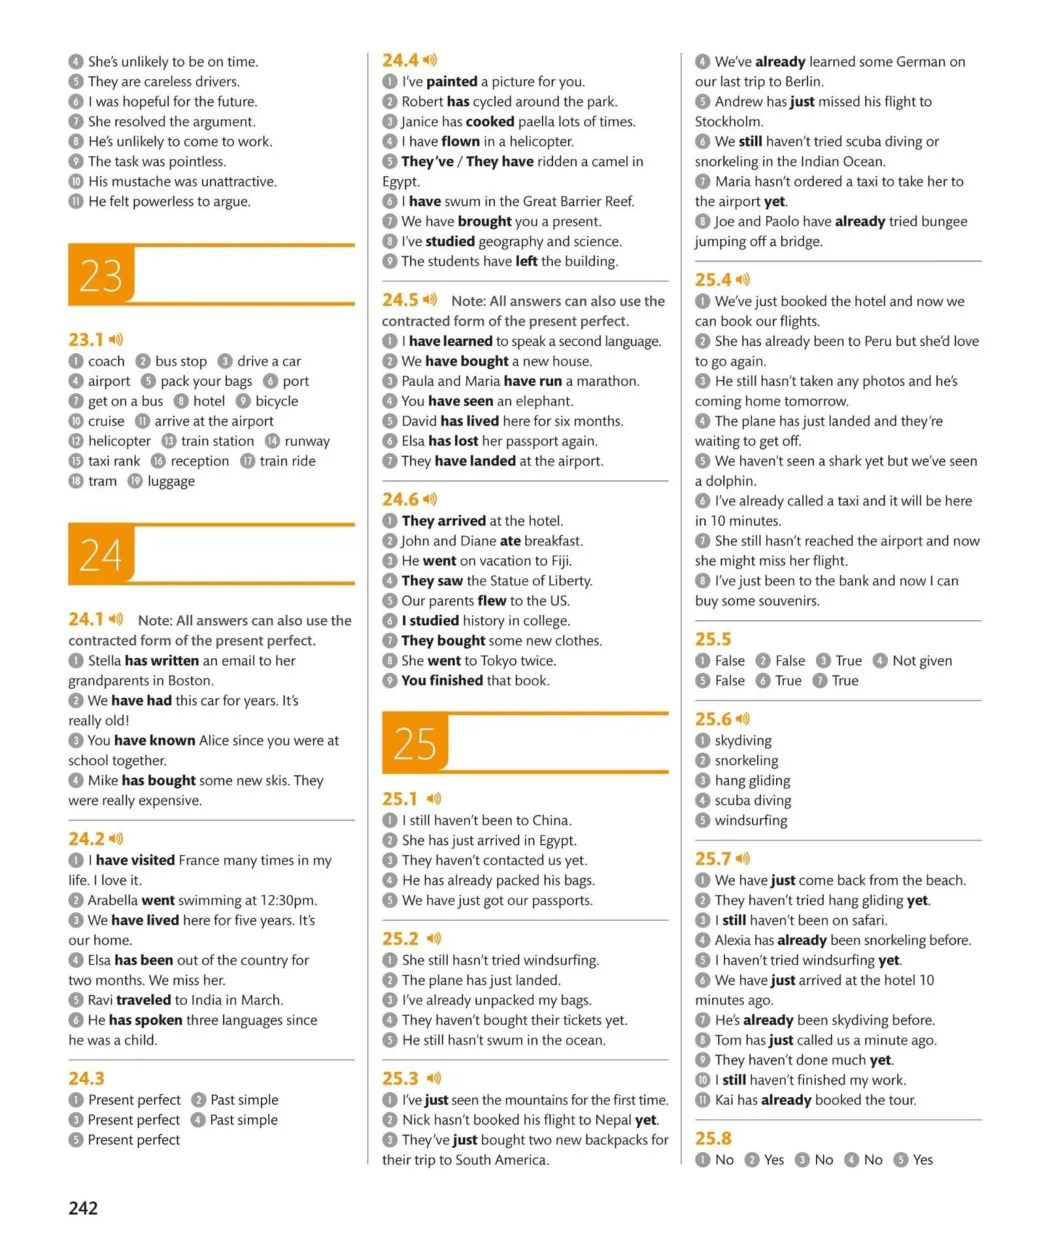 4 She's unlikely to be on time.
5 They are careless drivers.
6 I was hopeful for the future.
7 She resolved the argument.
8 He's unlikely to come to work.
9 The task was pointless.
10 His mustache was unattractive.
11 He felt powerless to argue.
23
23.1
1 coach 2 bus stop 3 drive a car
4 airport 5 pack your bags 6 port
7 get on a bus 8 hotel 9 bicycle
10 cruise 11 arrive at the airport
12 helicopter 13 train station 14 runway
15 taxi rank 16 reception 17 train ride
18 tram 19 luggage
24
24.1 Note: All answers can also use the
contracted form of the present perfect.
1 Stella has written an email to her
grandparents in Boston.
2 We have had this car for years. It's
really old!
3 You have known Alice since you were at
school together.
4 Mike has bought some new skis. They
were really expensive.
24.2
1 I have visited France many times in my
life. I love it.
2 Arabella went swimming at 12:30pm.
3 We have lived here for five years. It's
our home.
4 Elsa has been out of the country for
two months. We miss her.
5 Ravi traveled to India in March.
6 He has spoken three languages since
he was a child.
24.3
1 Present perfect 2 Past simple
3 Present perfect 4 Past simple
5 Present perfect
24.4
1 I've painted a picture for you.
2 Robert has cycled around the park.
3 Janice has cooked paella lots of times.
4 I have flown in a helicopter.
5 They've / They have ridden a camel in
Egypt.
6 I have swum in the Great Barrier Reef.
7 We have brought you a present.
8 I've studied geography and science.
9 The students have left the building.
24.5 Note: All answers can also use the
contracted form of the present perfect.
1 I have learned to speak a second language.
2 We have bought a new house.
3 Paula and Maria have run a marathon.
4 You have seen an elephant.
5 David has lived here for six months.
6 Elsa has lost her passport again.
7 They have landed at the airport.
24.6
1 They arrived at the hotel.
2 John and Diane ate breakfast.
3 He went on vacation to Fiji.
4 They saw the Statue of Liberty.
5 Our parents flew to the US.
6 I studied history in college.
7 They bought some new clothes.
8 She went to Tokyo twice.
9 You finished that book.
25
25.1
1 I still haven't been to China.
2 She has just arrived in Egypt.
3 They haven't contacted us yet.
4 He has already packed his bags.
5 We have just got our passports.
25.2
1 She still hasn't tried windsurfing.
2 The plane has just landed.
3 I've already unpacked my bags.
4 They haven't bought their tickets yet.
5 He still hasn't swum in the ocean.
25.3
1 I've just seen the mountains for the first time.
2 Nick hasn't booked his flight to Nepal yet.
3 They've just bought two new backpacks for
their trip to South America.
4 We've already learned some German on
our last trip to Berlin.
5 Andrew has just missed his flight to
Stockholm.
6 We still haven't tried scuba diving or
snorkeling in the Indian Ocean.
7 Maria hasn't ordered a taxi to take her to
the airport yet.
8 Joe and Paolo have already tried bungee
jumping off a bridge.
25.4
1 We've just booked the hotel and now we
can book our flights.
2 She has already been to Peru but she'd love
to go again.
3 He still hasn't taken any photos and he's
coming home tomorrow.
4 The plane has just landed and they're
waiting to get off.
5 We haven't seen a shark yet but we've seen
a dolphin.
6 I've already called a taxi and it will be here
in 10 minutes.
7 She still hasn't reached the airport and now
she might miss her flight.
8 I've just been to the bank and now I can
buy some souvenirs.
25.5
1 False 2 False 3 True 4 Not given
5 False 6 True 7 True
25.6
1 skydiving
2 snorkeling
3 hang gliding
4 scuba diving
5 windsurfing
25.7
1 We have just come back from the beach.
2 They haven't tried hang gliding yet.
3 I still haven't been on safari.
4 Alexia has already been snorkeling before.
5 I haven't tried windsurfing yet.
6 We have just arrived at the hotel 10
minutes ago.
7 He's already been skydiving before.
8 Tom has just called us a minute ago.
9 They haven't done much yet.
10 I still haven't finished my work.
11 Kai has already booked the tour.
25.8
1 No 2 Yes 3 No 4 No 5 Yes
242